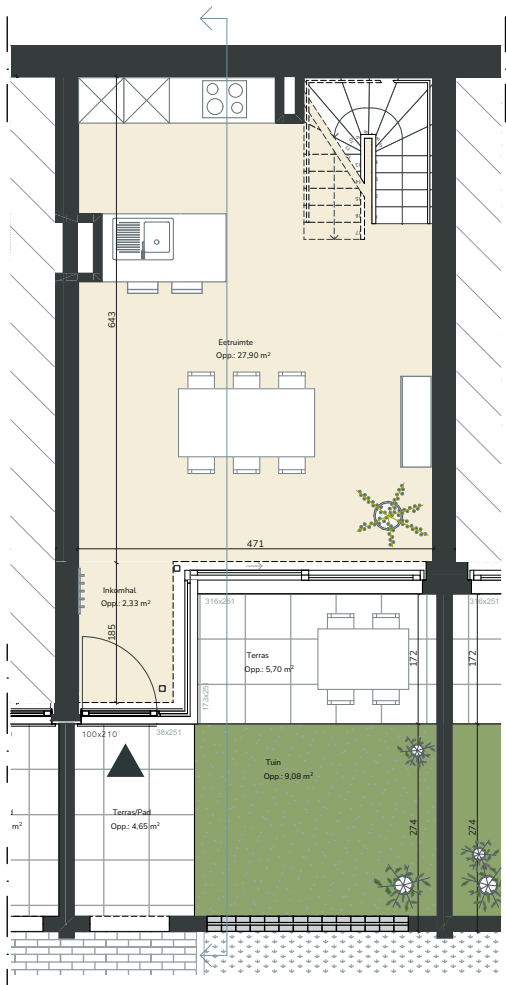 643
Eetruimte
Opp.: 27,90 m²
471
Inkomhal
Opp.: 2,33 m²
185
316x251
316x251
Terras
Opp.: 5,70 m²
172
172
173x251
100x210
38x251
Tuin
Opp.: 9,08 m²
Terras/Pad
Opp.: 4,65 m²
m²
274
274